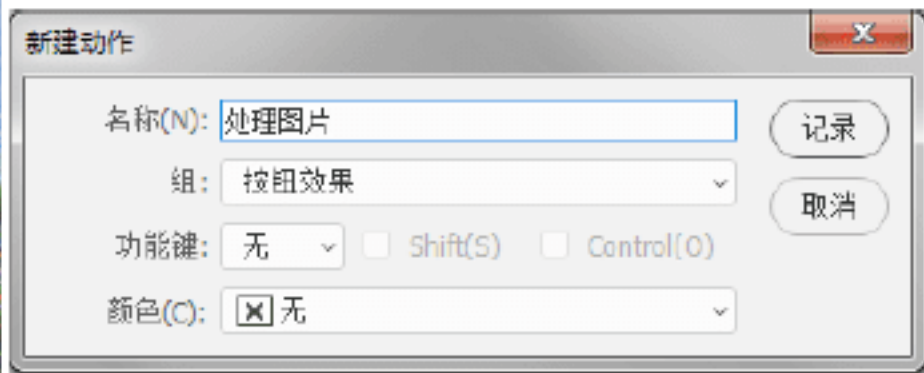 新建动作
名称(N): 处理图片
记录
组: 按钮效果
取消
功能键: 无 Shift(S) Control(O)
颜色(C): 无